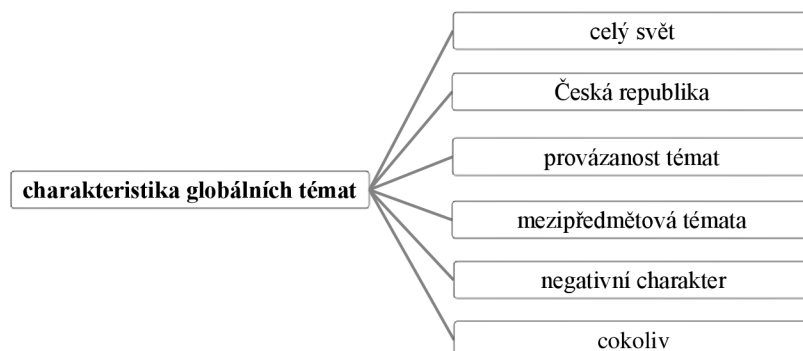 celý svět
Česká republika
provázanost témat
charakteristika globálních témat
mezipředmětová témata
negativní charakter
cokoliv